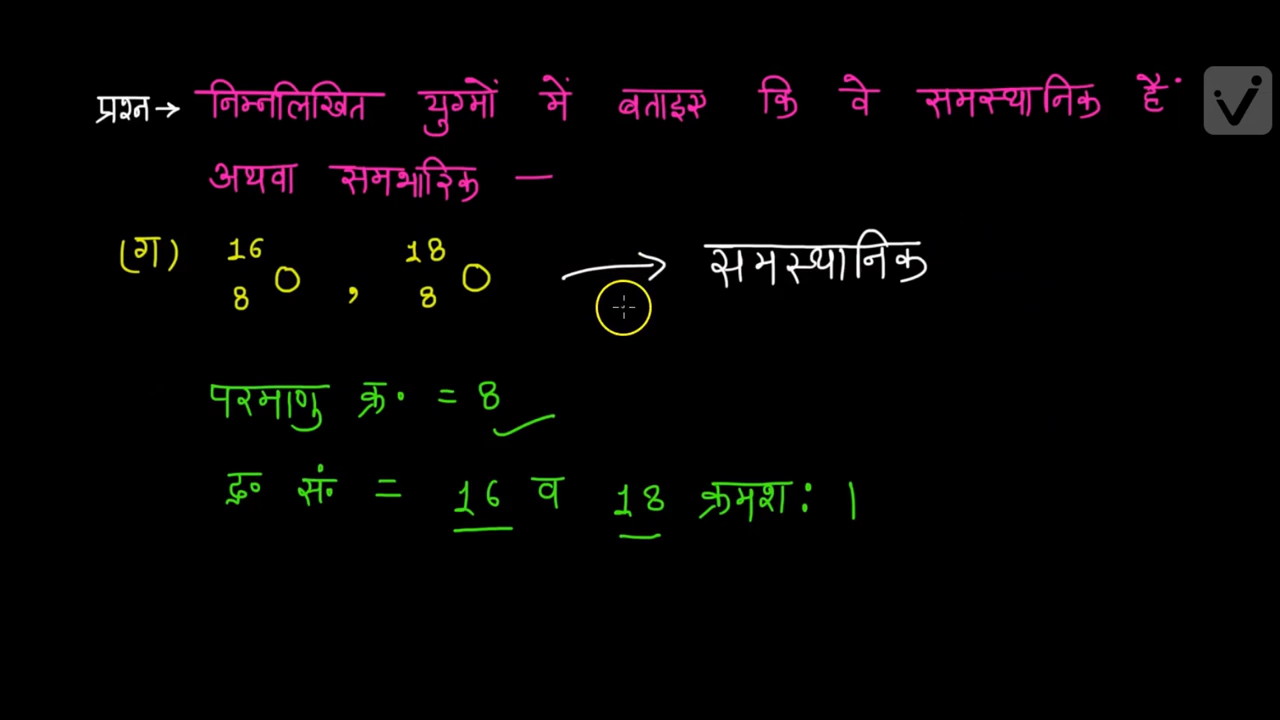 प्रश्न→ निम्नलिखित युग्मों में बताइए कि वे समस्थानिक हैं
अथवा समभारिक —
(ग) ¹⁶₈O , ¹⁸₈O → समस्थानिक
परमाणु क्र. = 8
द्र. सं. = 16 व 18 क्रमश: ।